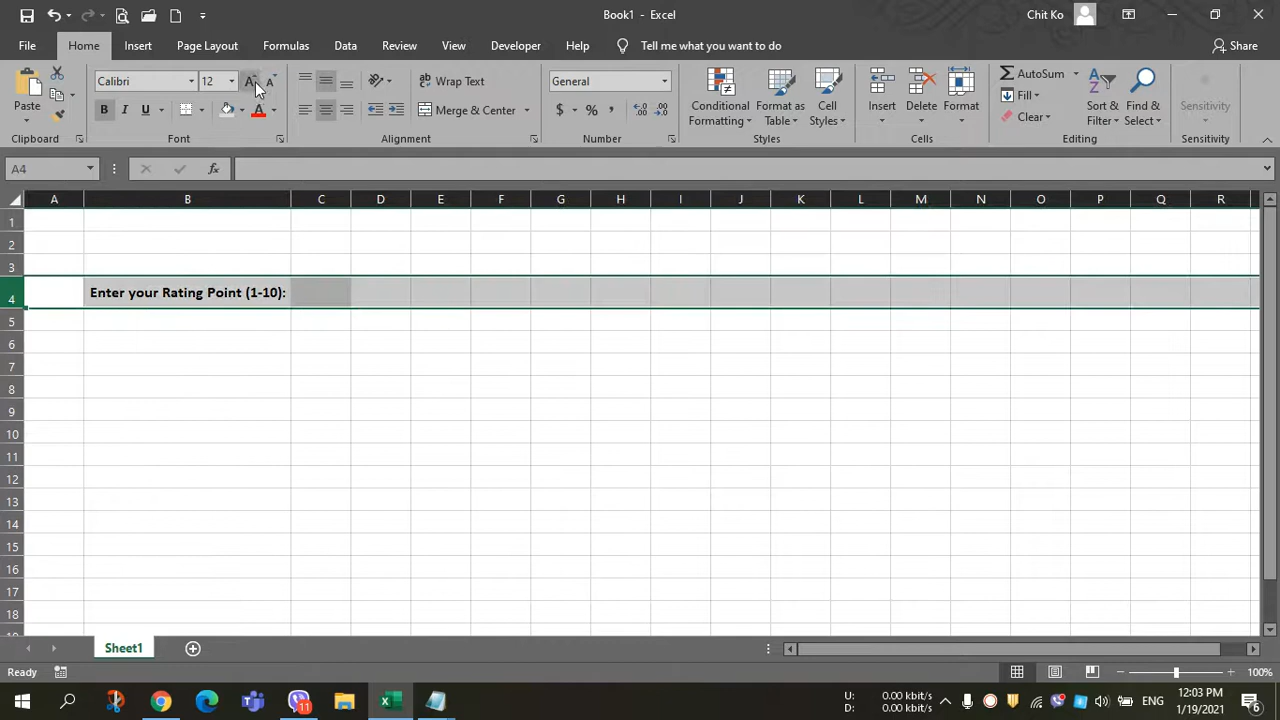 Book1 - Excel
Chit Ko
File Home Insert Page Layout Formulas Data Review View Developer Help Tell me what you want to do Share
Paste
Clipboard
Calibri 12
B I U A
Font
Wrap Text
Merge & Center
Alignment
General
$ % ,
Number
Conditional Formatting
Format as Table
Cell Styles
Styles
Insert Delete Format
Cells
AutoSum
Fill
Clear
Sort & Filter
Find & Select
Editing
Sensitivity
Sensitivity
A4 fx
A B C D E F G H I J K L M N O P Q R
1
2
3
4 Enter your Rating Point (1-10):
5
6
7
8
9
10
11
12
13
14
15
16
17
18
Sheet1
Ready 100%
11
U: 0.00 kbit/s
D: 0.00 kbit/s
ENG
12:03 PM
1/19/2021
6